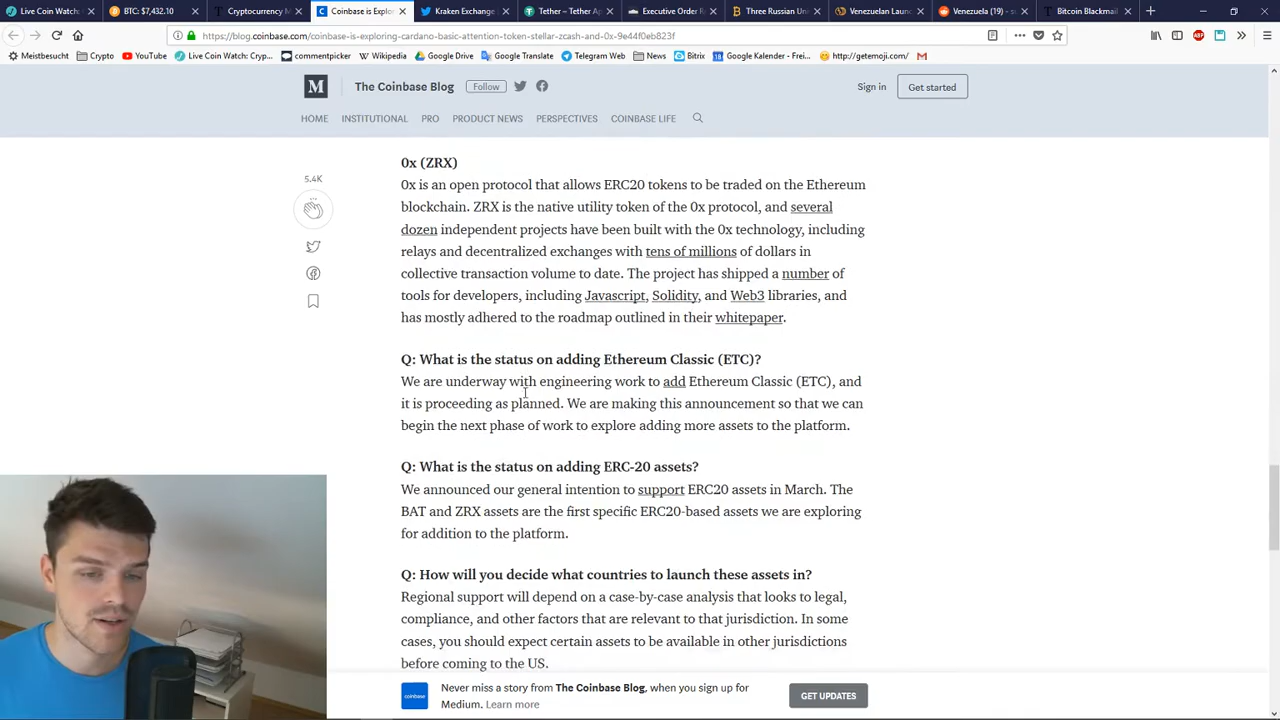 Live Coin Watch: Cryp
BTC: $7,432.10
Cryptocurrency M
Coinbase is Explor
Kraken Exchange
Tether – Tether Ap
Executive Order R
Three Russian Un
Venezuelan Laun
Venezuela (+) – so
Bitcoin Blackmail
https://blog.coinbase.com/coinbase-is-exploring-cardano-basic-attention-token-stellar-zcash-and-0x-9e44f0eb823f
Meistbesucht
Crypto
YouTube
Live Coin Watch: Crypt...
commentpicker
Wikipedia
Google Drive
Google Translate
Telegram Web
News
Bitrix
Google Kalender - Frei...
http://getemoji.com/
M
The Coinbase Blog
Follow
Sign in
Get started
HOME INSTITUTIONAL PRO PRODUCT NEWS PERSPECTIVES COINBASE LIFE
5.4K
0x (ZRX)
0x is an open protocol that allows ERC20 tokens to be traded on the Ethereum
blockchain. ZRX is the native utility token of the 0x protocol, and several
dozen independent projects have been built with the 0x technology, including
relays and decentralized exchanges with tens of millions of dollars in
collective transaction volume to date. The project has shipped a number of
tools for developers, including Javascript, Solidity, and Web3 libraries, and
has mostly adhered to the roadmap outlined in their whitepaper.
Q: What is the status on adding Ethereum Classic (ETC)?
We are underway with engineering work to add Ethereum Classic (ETC), and
it is proceeding as planned. We are making this announcement so that we can
begin the next phase of work to explore adding more assets to the platform.
Q: What is the status on adding ERC-20 assets?
We announced our general intention to support ERC20 assets in March. The
BAT and ZRX assets are the first specific ERC20-based assets we are exploring
for addition to the platform.
Q: How will you decide what countries to launch these assets in?
Regional support will depend on a case-by-case analysis that looks to legal,
compliance, and other factors that are relevant to that jurisdiction. In some
cases, you should expect certain assets to be available in other jurisdictions
before coming to the US.
coinbase
Never miss a story from The Coinbase Blog, when you sign up for
Medium. Learn more
GET UPDATES